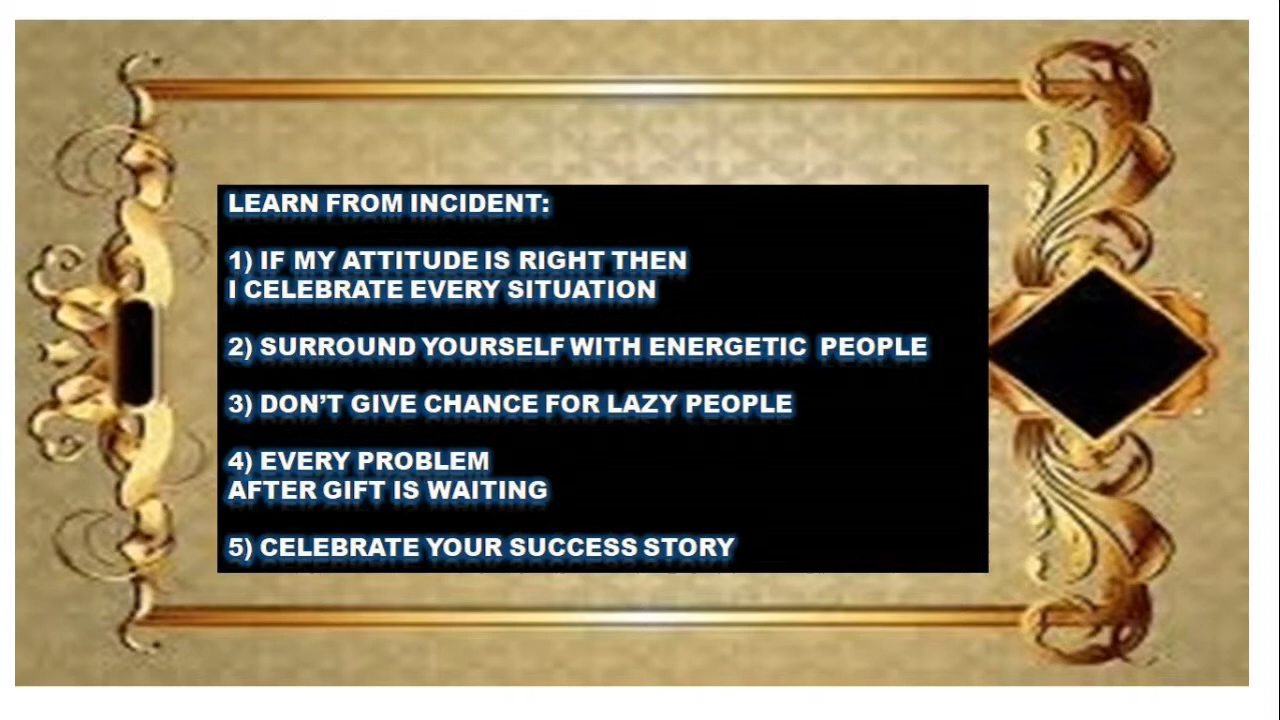 LEARN FROM INCIDENT:
1) IF MY ATTITUDE IS RIGHT THEN
I CELEBRATE EVERY SITUATION
2) SURROUND YOURSELF WITH ENERGETIC PEOPLE
3) DON’T GIVE CHANCE FOR LAZY PEOPLE
4) EVERY PROBLEM
AFTER GIFT IS WAITING
5) CELEBRATE YOUR SUCCESS STORY